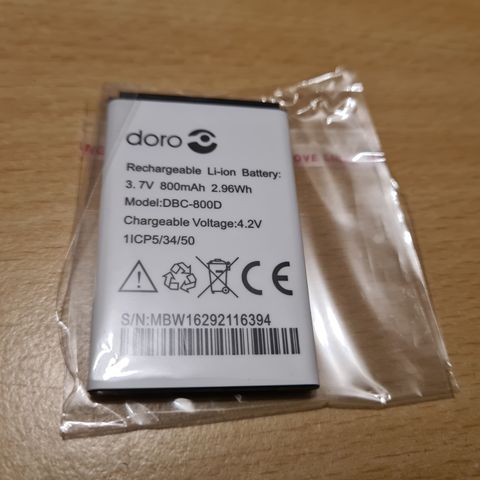 doro
Rechargeable Li-ion Battery:
3.7V 800mAh 2.96Wh
Model:DBC-800D
Chargeable Voltage:4.2V
1ICP5/34/50
CE
S/N:MBW16292116394